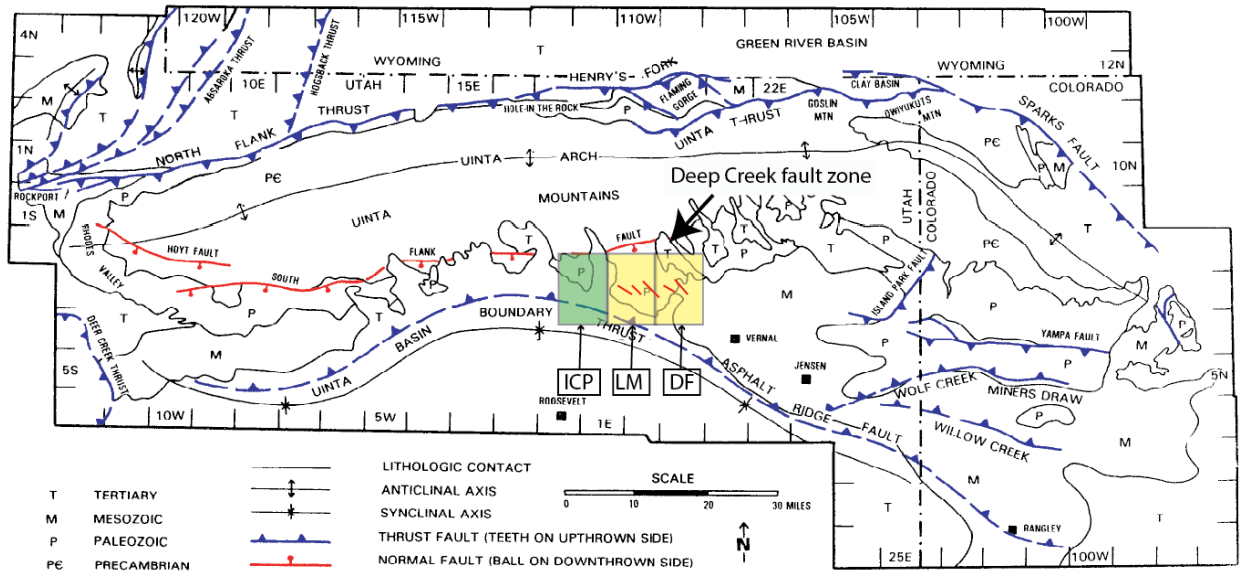 120W 115W 110W 105W 100W
4N
T
GREEN RIVER BASIN
WYOMING
WYOMING
12N
COLORADO
ABSAROKA THRUST
HOGSBACK THRUST
M
T
T
T
10E
UTAH
15E
HENRY'S FORK
FLAMING GORGE
M
22E
CLAY BASIN
GOSLIN MTN
OWIYUKUTS MTN
SPARKS FAULT
1N
NORTH FLANK THRUST
HOLE-IN THE ROCK
P
UINTA THRUST
UINTA ARCH
PЄ
P M
10N
ROCKPORT
1S
M
P
PЄ
MOUNTAINS
Deep Creek fault zone
UINTA
UTAH
COLORADO
RHODES VALLEY
HOYT FAULT
SOUTH FLANK FAULT
T
P
T
T
T
P
T
P
T
PЄ
ISLAND PARK FAULT
P
P
P
M
T
P
T
M
DEER CREEK THRUST
5S
UINTA BASIN BOUNDARY THRUST
VERNAL
YAMPA FAULT
P
P
M
P
ICP
LM
DF
ASPHALT RIDGE FAULT
JENSEN
WOLF CREEK
MINERS DRAW
5N
ROOSEVELT
10W
5W
1E
P
WILLOW CREEK
M
M
T
T
RANGLEY
25E
100W
T
LITHOLOGIC CONTACT
ANTICLINAL AXIS
SYNCLINAL AXIS
THRUST FAULT (TEETH ON UPTHROWN SIDE)
NORMAL FAULT (BALL ON DOWNTHROWN SIDE)
T TERTIARY
M MESOZOIC
P PALEOZOIC
PЄ PRECAMBRIAN
SCALE
0 10 20 30 MILES
N